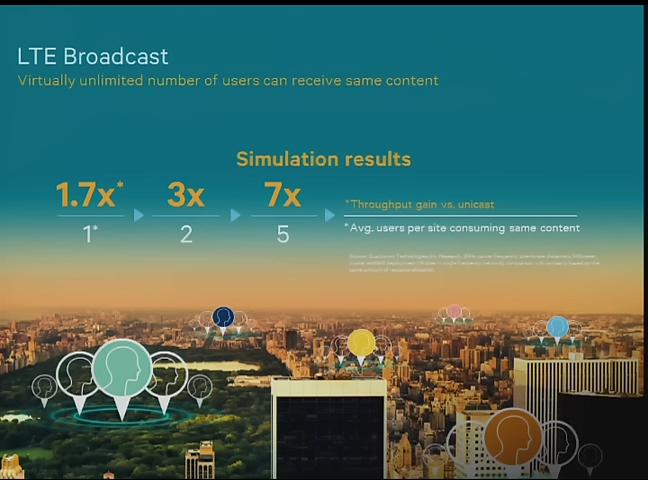 LTE Broadcast
Virtually unlimited number of users can receive same content
Simulation results
1.7x* 3x 7x *Throughput gain vs. unicast
1* 2 5 *Avg. users per site consuming same content